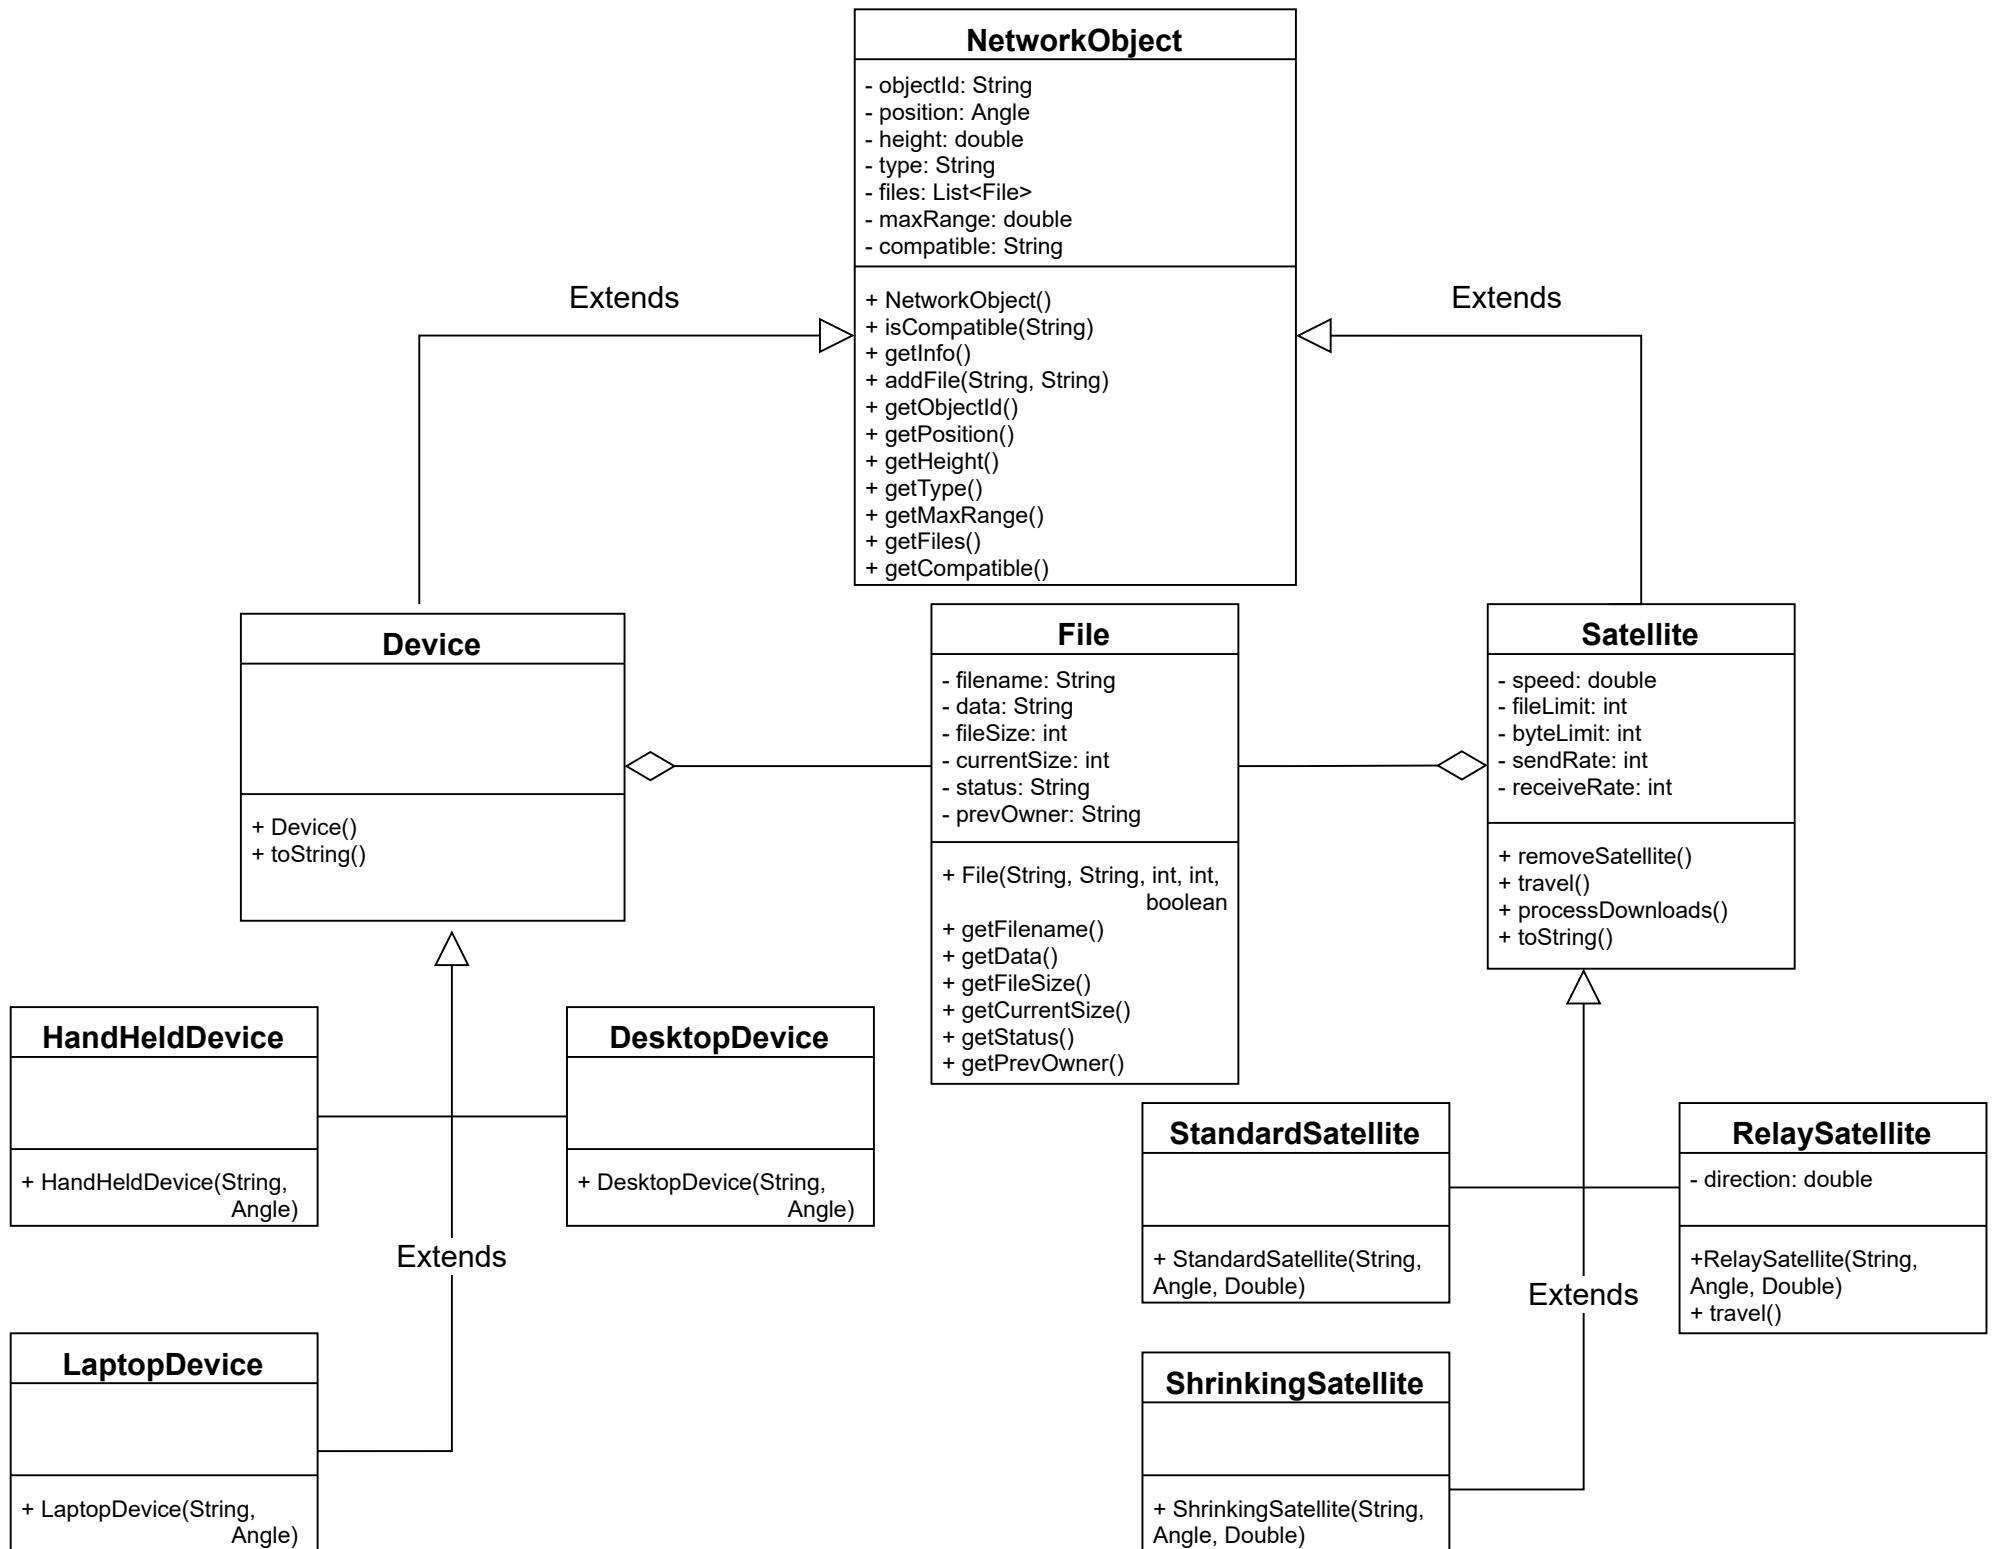 NetworkObject
- objectId: String
- position: Angle
- height: double
- type: String
- files: List<File>
- maxRange: double
- compatible: String
+ NetworkObject()
+ isCompatible(String)
+ getInfo()
+ addFile(String, String)
+ getObjectId()
+ getPosition()
+ getHeight()
+ getType()
+ getMaxRange()
+ getFiles()
+ getCompatible()
Extends
Extends
Device
+ Device()
+ toString()
File
- filename: String
- data: String
- fileSize: int
- currentSize: int
- status: String
- prevOwner: String
+ File(String, String, int, int,
boolean
+ getFilename()
+ getData()
+ getFileSize()
+ getCurrentSize()
+ getStatus()
+ getPrevOwner()
Satellite
- speed: double
- fileLimit: int
- byteLimit: int
- sendRate: int
- receiveRate: int
+ removeSatellite()
+ travel()
+ processDownloads()
+ toString()
HandHeldDevice
+ HandHeldDevice(String,
Angle)
DesktopDevice
+ DesktopDevice(String,
Angle)
Extends
LaptopDevice
+ LaptopDevice(String,
Angle)
StandardSatellite
+ StandardSatellite(String,
Angle, Double)
RelaySatellite
- direction: double
+RelaySatellite(String,
Angle, Double)
+ travel()
Extends
ShrinkingSatellite
+ ShrinkingSatellite(String,
Angle, Double)